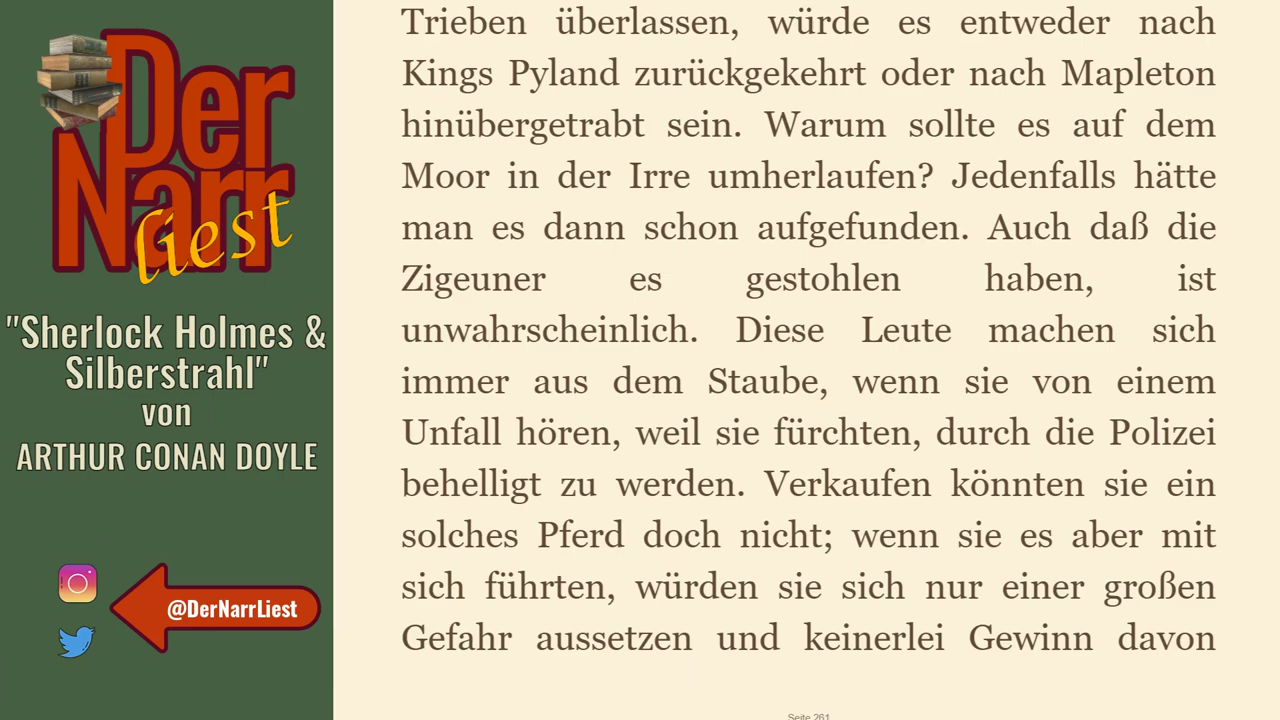 Der
Narr
liest
"Sherlock Holmes &
Silberstrahl"
von
ARTHUR CONAN DOYLE
@DerNarrLiest
Trieben überlassen, würde es entweder nach
Kings Pyland zurückgekehrt oder nach Mapleton
hinübergetrabt sein. Warum sollte es auf dem
Moor in der Irre umherlaufen? Jedenfalls hätte
man es dann schon aufgefunden. Auch daß die
Zigeuner es gestohlen haben, ist
unwahrscheinlich. Diese Leute machen sich
immer aus dem Staube, wenn sie von einem
Unfall hören, weil sie fürchten, durch die Polizei
behelligt zu werden. Verkaufen könnten sie ein
solches Pferd doch nicht; wenn sie es aber mit
sich führten, würden sie sich nur einer großen
Gefahr aussetzen und keinerlei Gewinn davon
Seite 261